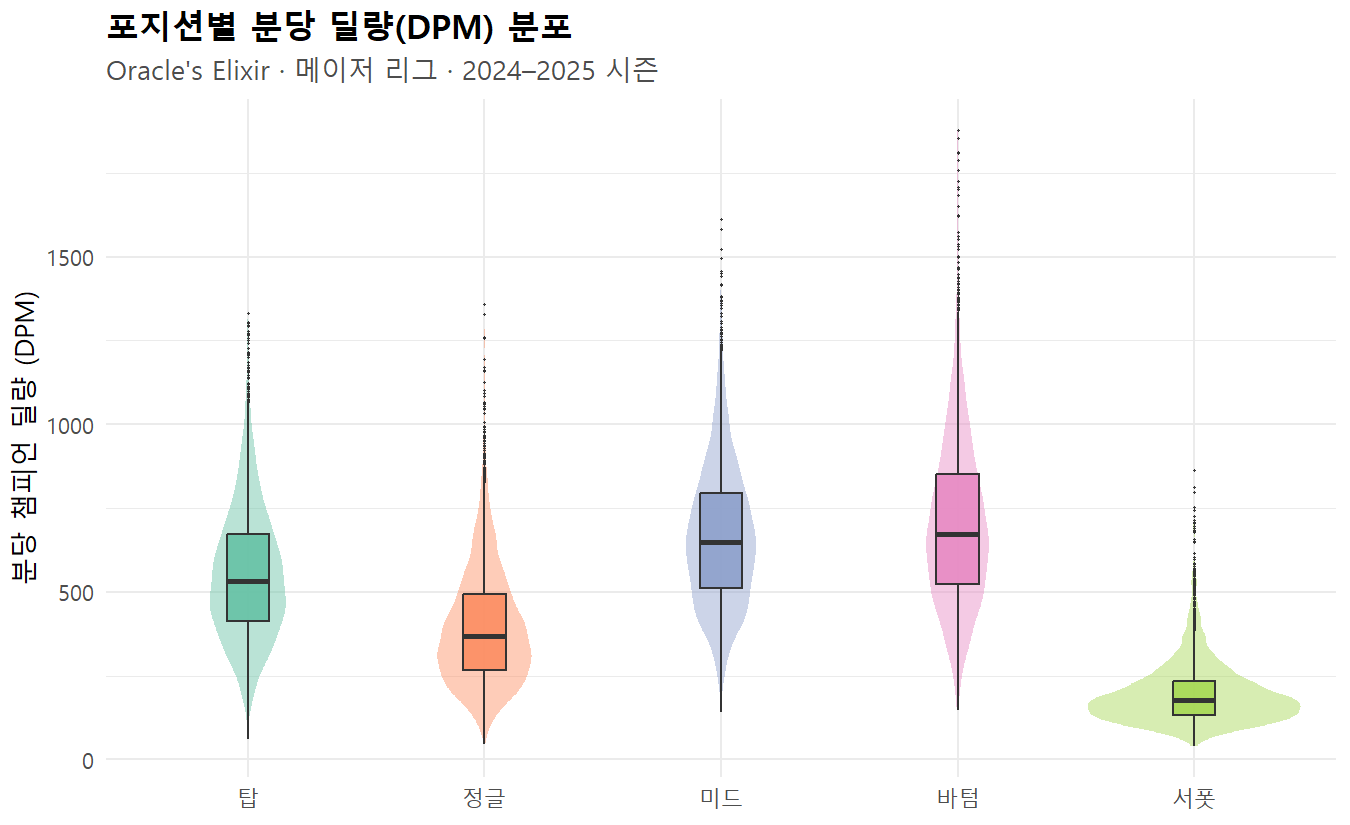 포지션별 분당 딜량(DPM) 분포
Oracle's Elixir · 메이저 리그 · 2024–2025 시즌
분당 챔피언 딜량 (DPM)
1500
1000
500
0
탑 정글 미드 바텀 서폿